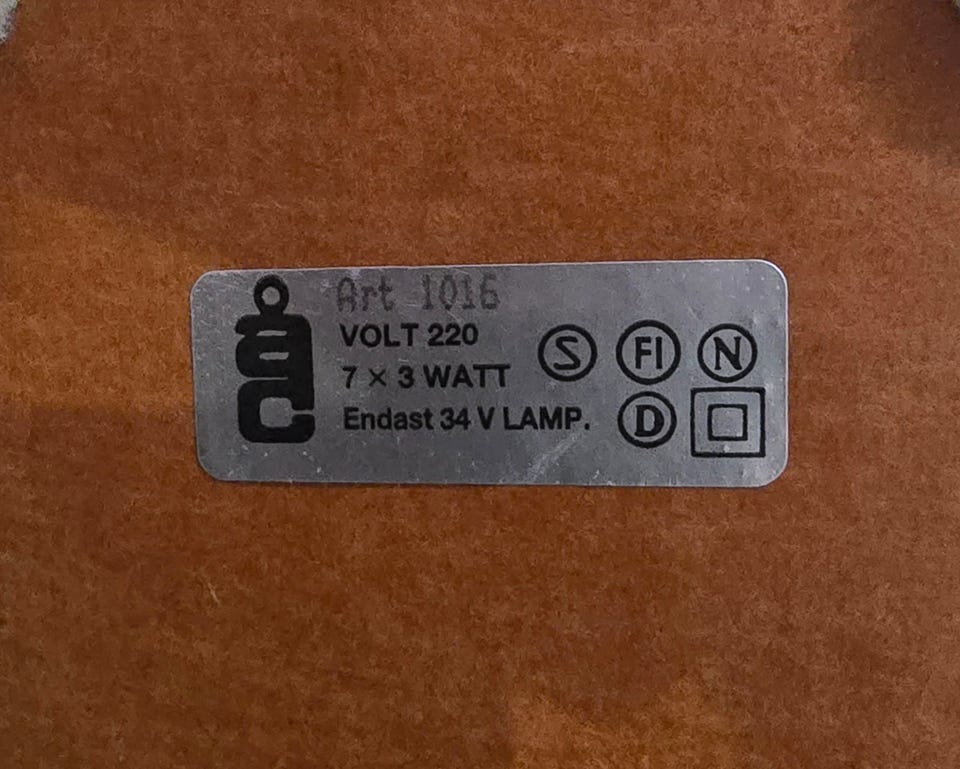 Art 1016
VOLT 220
7 × 3 WATT
Endast 34 V LAMP.
S FI N
D